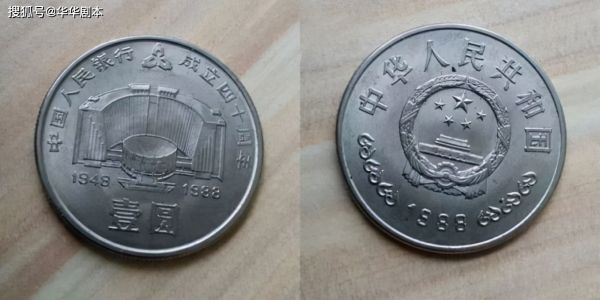 搜狐号@华华剧本
中国人民银行 成立四十周年
1948 1988
壹圆
中华人民共和国
1988